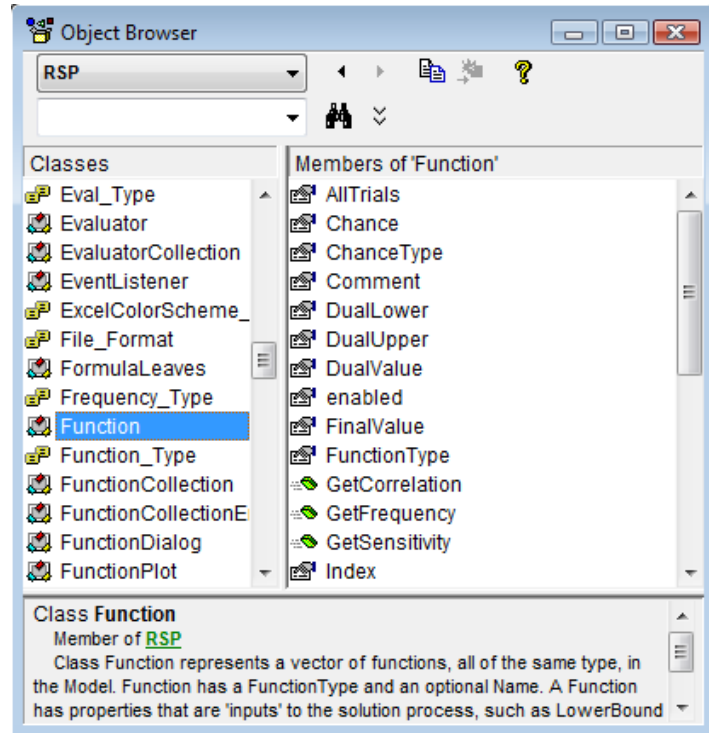 Object Browser
RSP
Classes
Eval_Type
Evaluator
EvaluatorCollection
EventListener
ExcelColorScheme_
File_Format
FormulaLeaves
Frequency_Type
Function
Function_Type
FunctionCollection
FunctionCollectionE
FunctionDialog
FunctionPlot
Members of 'Function'
AllTrials
Chance
ChanceType
Comment
DualLower
DualUpper
DualValue
enabled
FinalValue
FunctionType
GetCorrelation
GetFrequency
GetSensitivity
Index
Class Function
Member of RSP
Class Function represents a vector of functions, all of the same type, in
the Model. Function has a FunctionType and an optional Name. A Function
has properties that are 'inputs' to the solution process, such as LowerBound